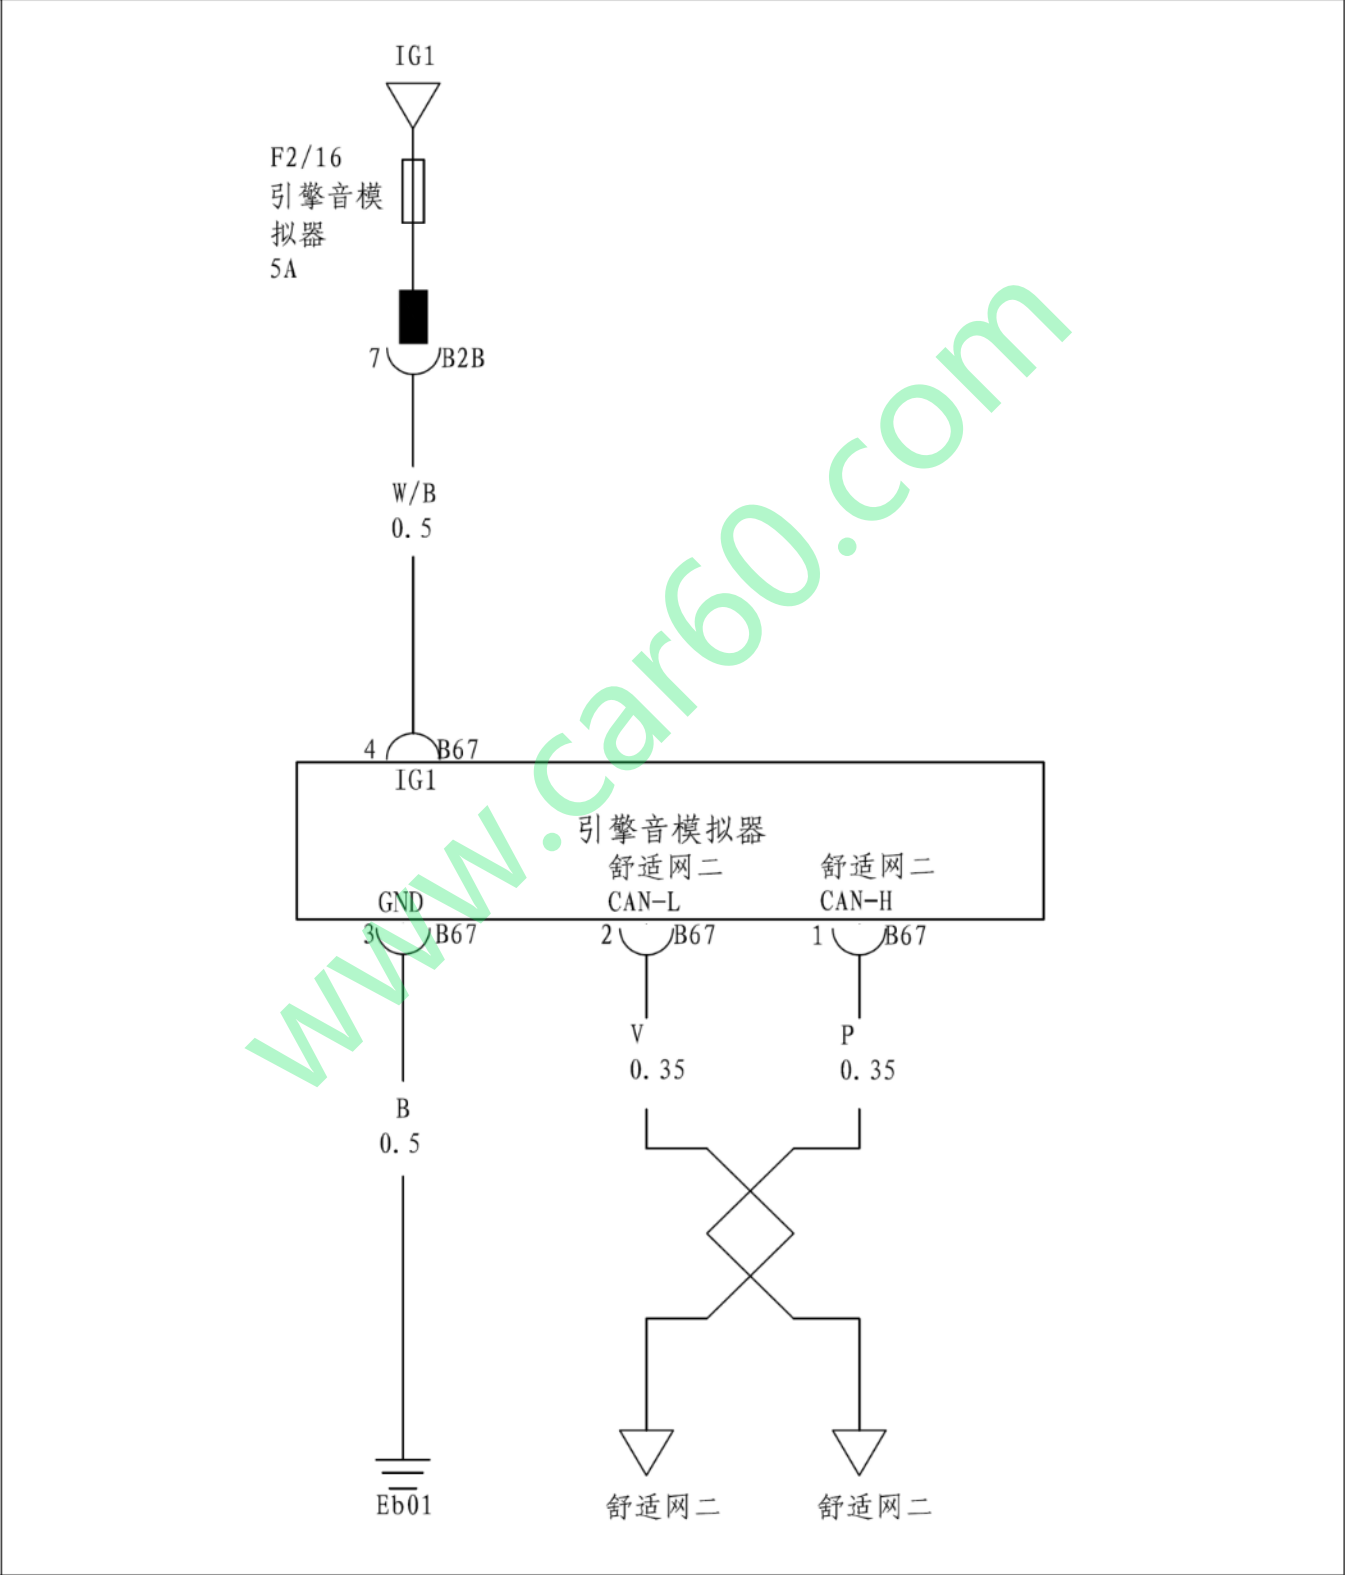 IG1
F2/16
引擎音模
拟器
5A
7
B2B
W/B
0.5
4
B67
IG1
引擎音模拟器
舒适网二
舒适网二
GND
CAN-L
CAN-H
3
B67
2
B67
1
B67
V
0.35
P
0.35
B
0.5
Eb01
舒适网二
舒适网二
www.car60.com